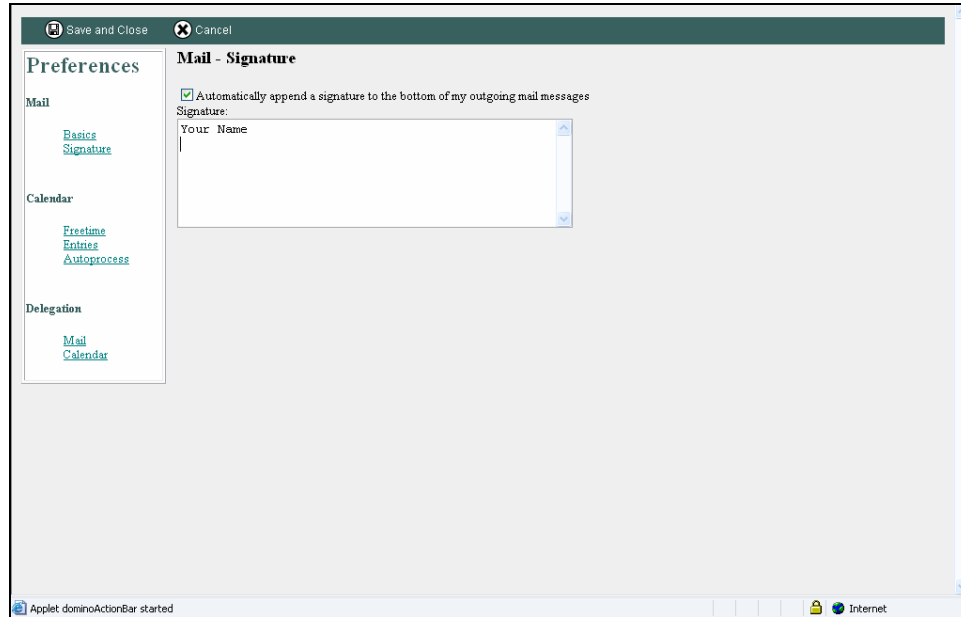 Save and Close Cancel
Preferences
Mail
Basics
Signature
Calendar
Freetime
Entries
Autoprocess
Delegation
Mail
Calendar
Mail - Signature
Automatically append a signature to the bottom of my outgoing mail messages
Signature:
Your Name
Applet dominoActionBar started Internet